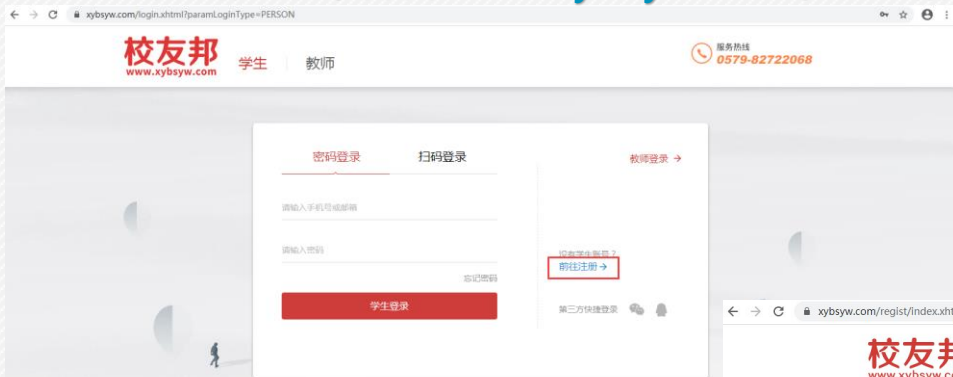 xybsyw.com/login.xhtml?paramLoginType=PERSON
校友邦
www.xybsyw.com
学生
教师
服务热线
0579-82722068
密码登录
扫码登录
教师登录 →
请输入手机号或邮箱
请输入密码
没有学生账号？
前往注册 →
忘记密码
学生登录
第三方快捷登录
xybsyw.com/regist/index.xht
校友邦
www.xybsyw.co